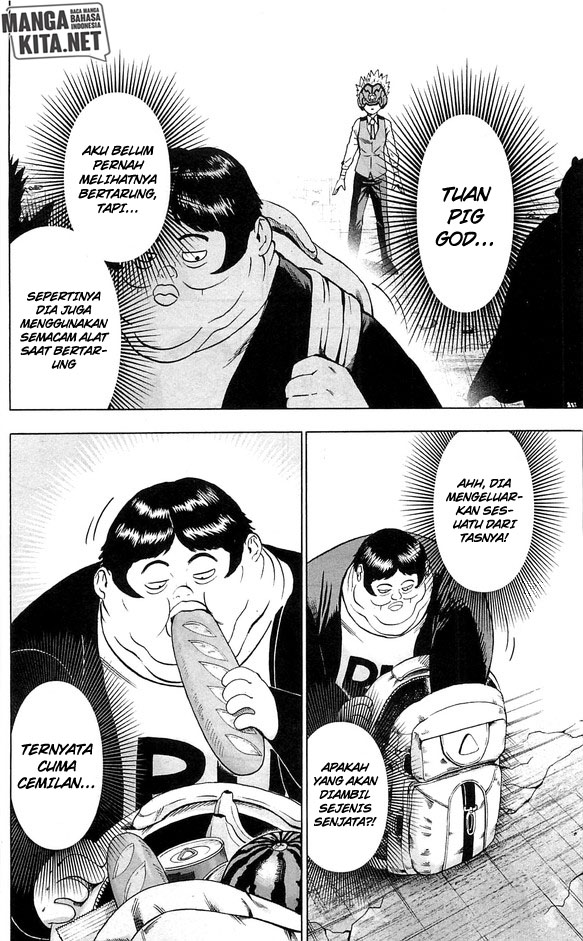 MANGA
BACA MANGA
BAHASA
INDONESIA
KITA.NET
TUAN
PIG
GOD...
AKU BELUM
PERNAH
MELIHATNYA
BERTARUNG,
TAPI...
SEPERTINYA
DIA JUGA
MENGGUNAKAN
SEMACAM ALAT
SAAT BERTAR-
UNG
AHH, DIA
MENGELUAR-
KAN SES-
UATU DARI
TASNYA!
APAKAH
YANG AKAN
DIAMBIL
SEJENIS
SENJATA?!
TERNYATA
CUMA
CEMILAN...